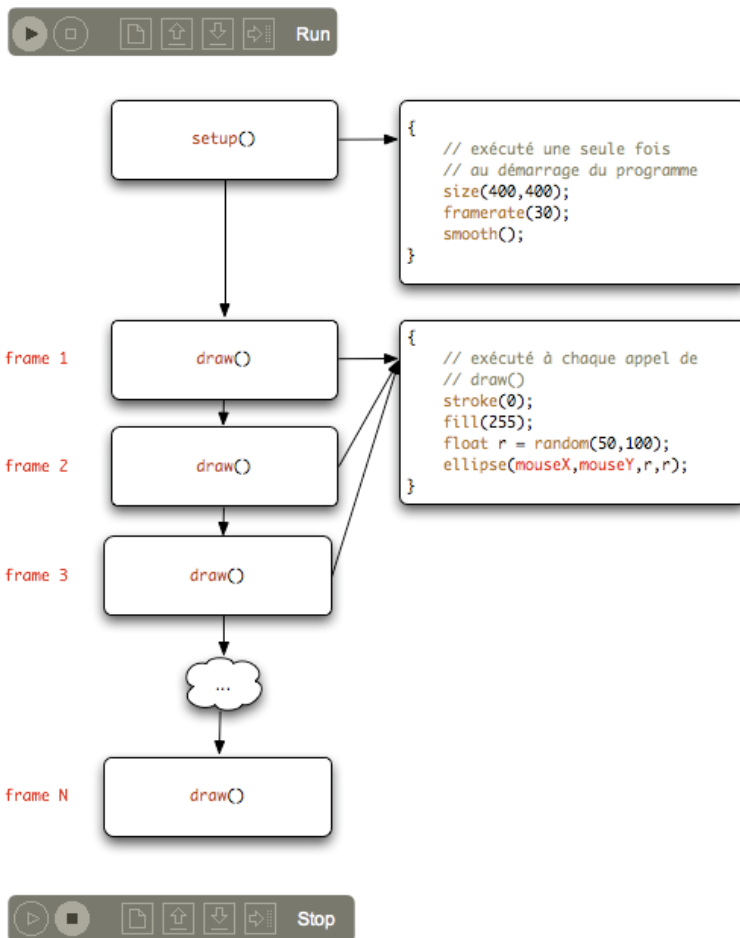 Run
setup()
{
// exécuté une seule fois
// au démarrage du programme
size(400,400);
framerate(30);
smooth();
}
frame 1
draw()
{
// exécuté à chaque appel de
// draw()
stroke(0);
fill(255);
float r = random(50,100);
ellipse(mouseX,mouseY,r,r);
}
frame 2
draw()
frame 3
draw()
...
frame N
draw()
Stop